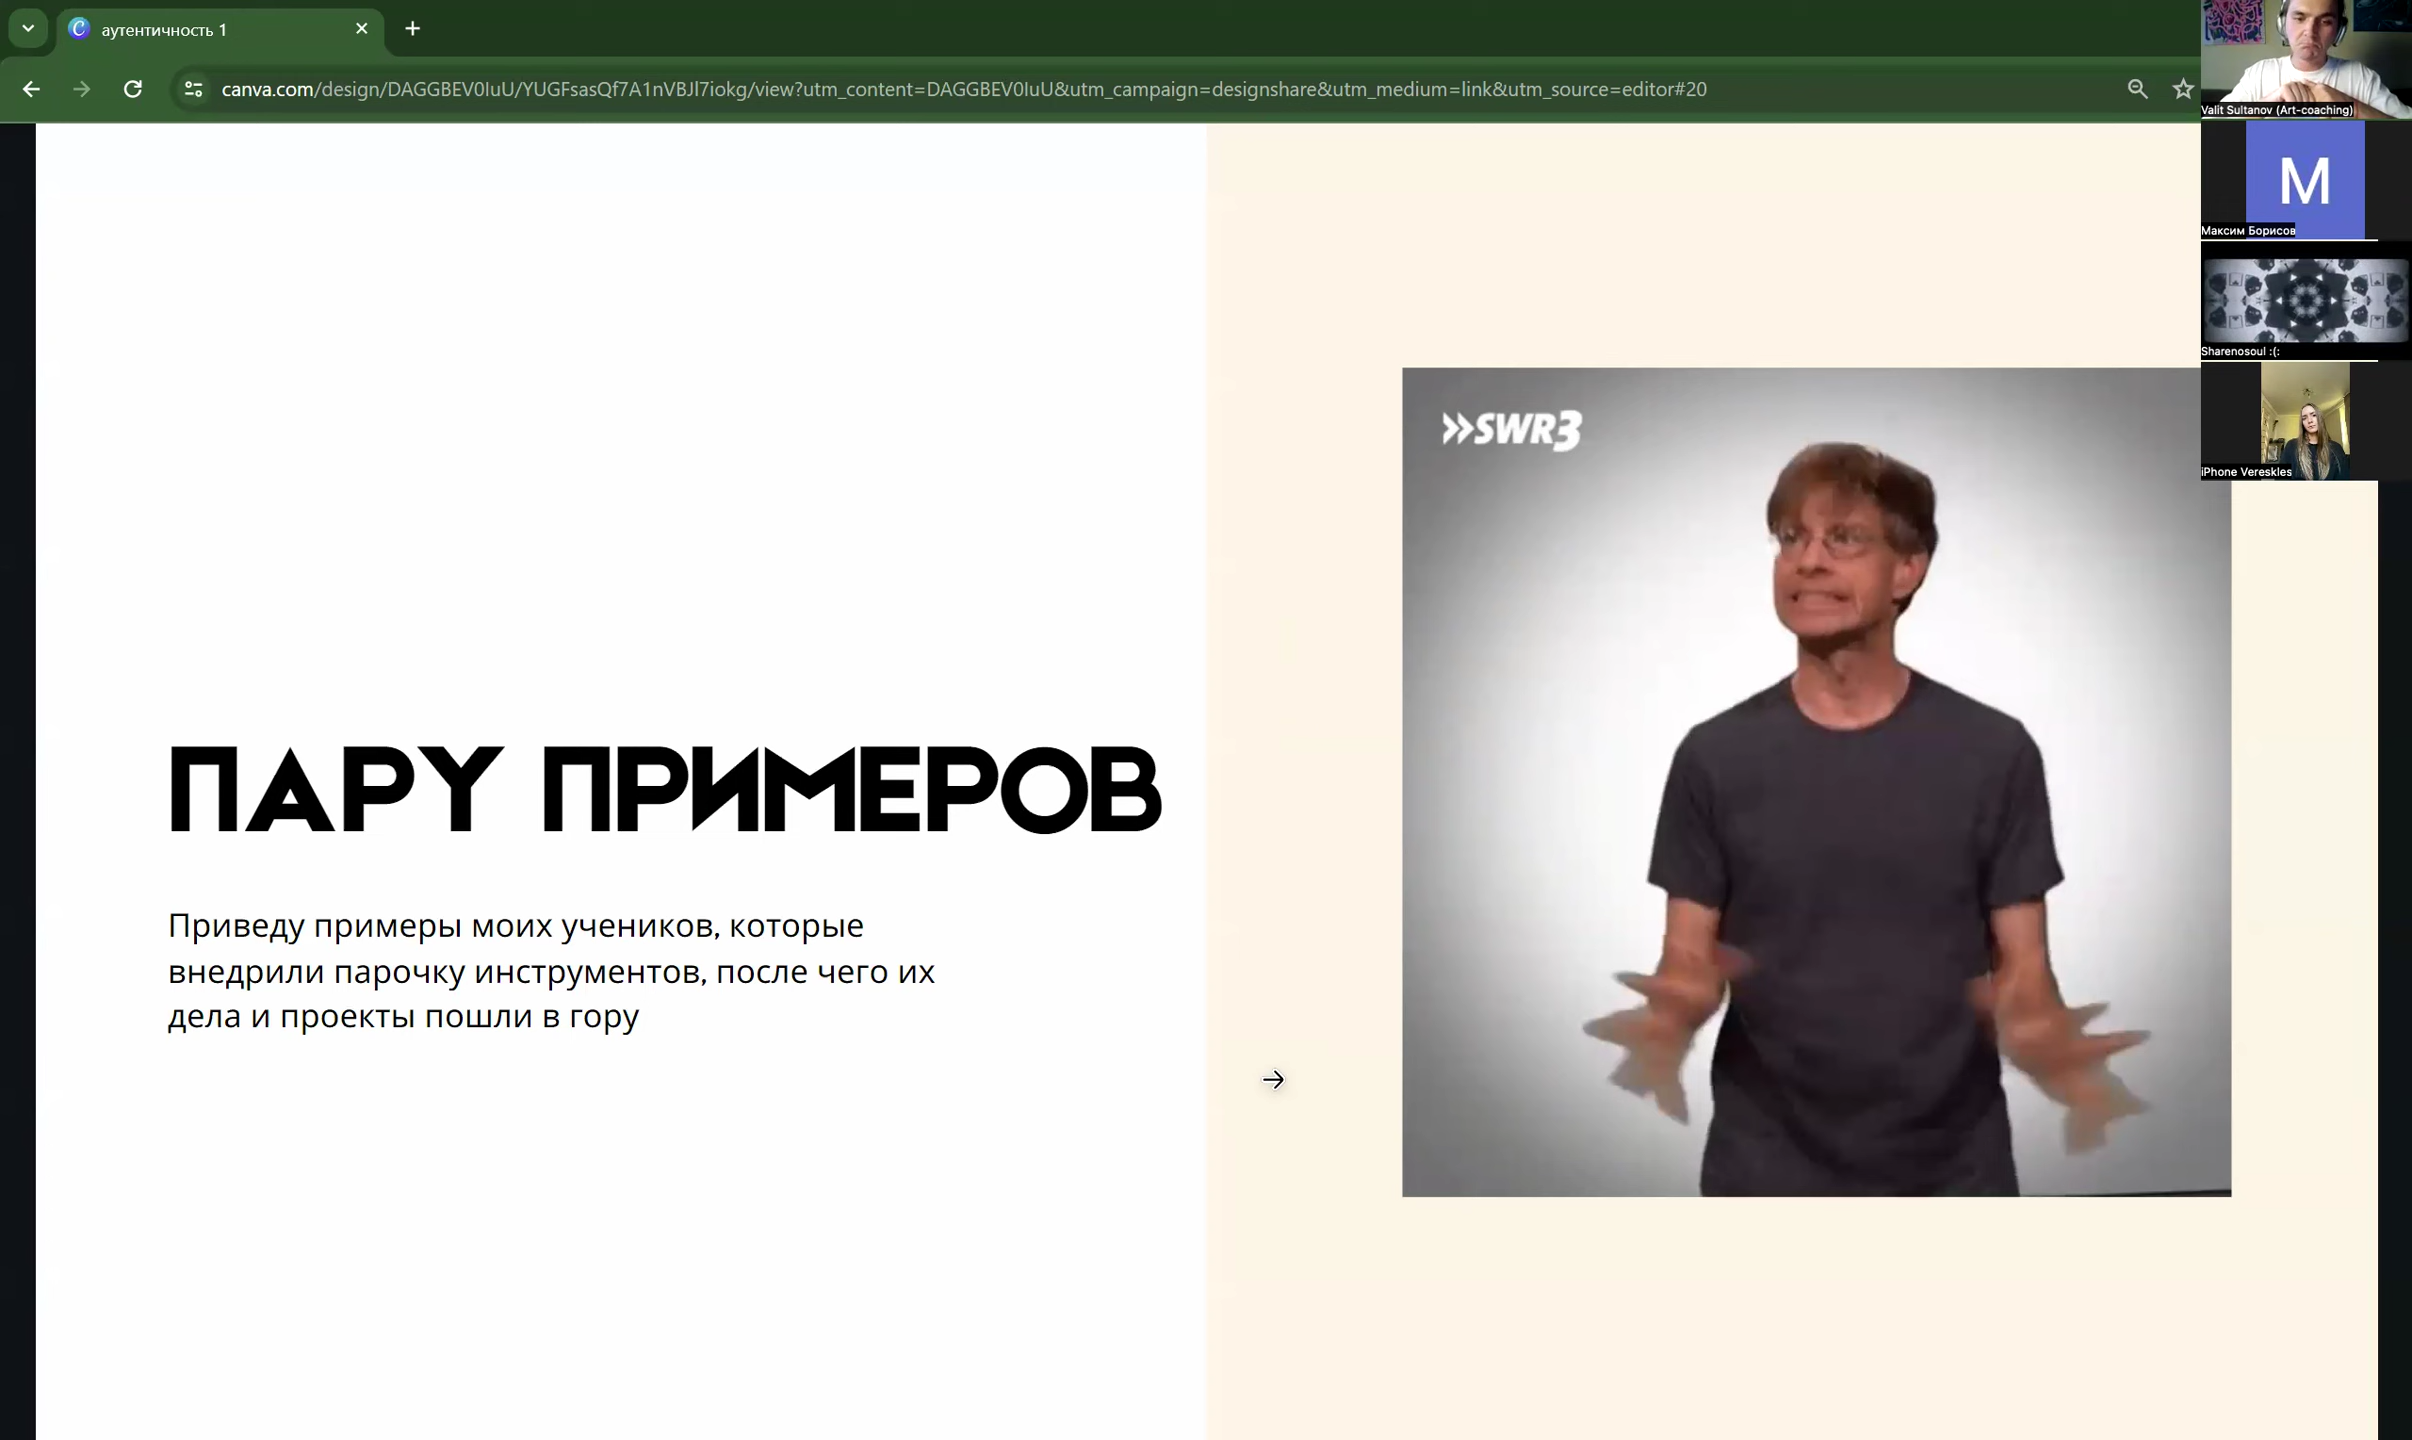 аутентичность 1
canva.com/design/DAGGBEV0IuU/YUGFsasQf7A1nVBJl7iokg/view?utm_content=DAGGBEV0IuU&utm_campaign=designshare&utm_medium=link&utm_source=editor#20
Valit Sultanov (Art-coaching)
М
Максим Борисов
Sharenosoul :(:
iPhone Vereskles
SWR3
ПАРУ ПРИМЕРОВ
Приведу примеры моих учеников, которые
внедрили парочку инструментов, после чего их
дела и проекты пошли в гору